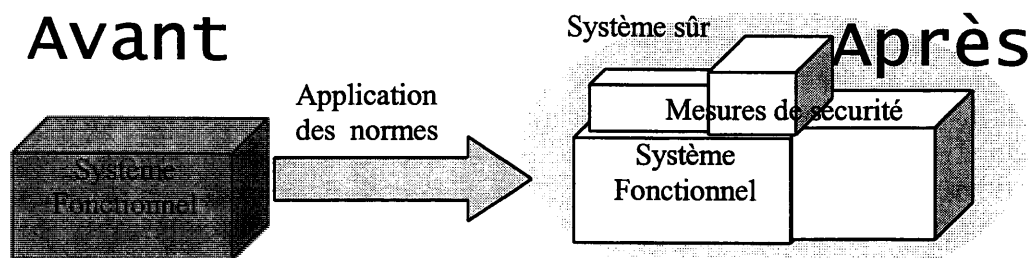 Avant
Système
Fonctionnel
Application
des normes
Système sûr
Après
Mesures de sécurité
Système
Fonctionnel